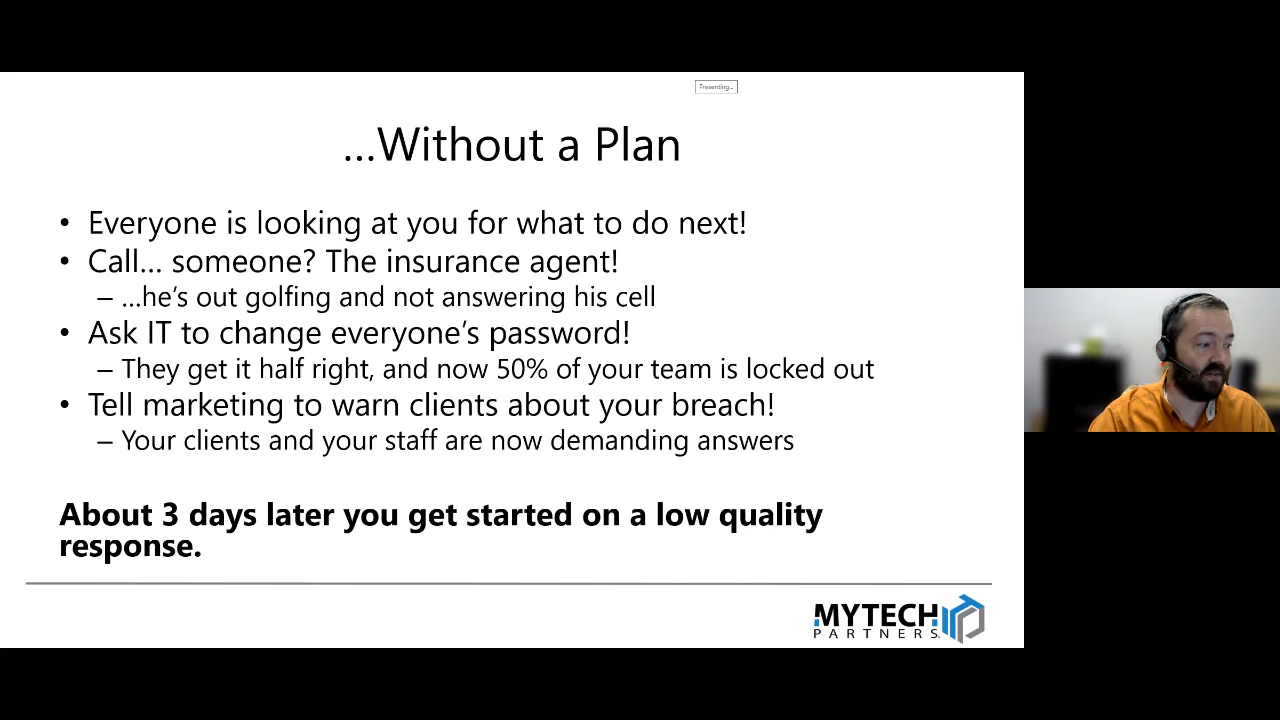 Presenting...
...Without a Plan
• Everyone is looking at you for what to do next!
• Call... someone? The insurance agent!
– ...he's out golfing and not answering his cell
• Ask IT to change everyone's password!
– They get it half right, and now 50% of your team is locked out
• Tell marketing to warn clients about your breach!
– Your clients and your staff are now demanding answers
About 3 days later you get started on a low quality
response.
MYTECH
PARTNERS